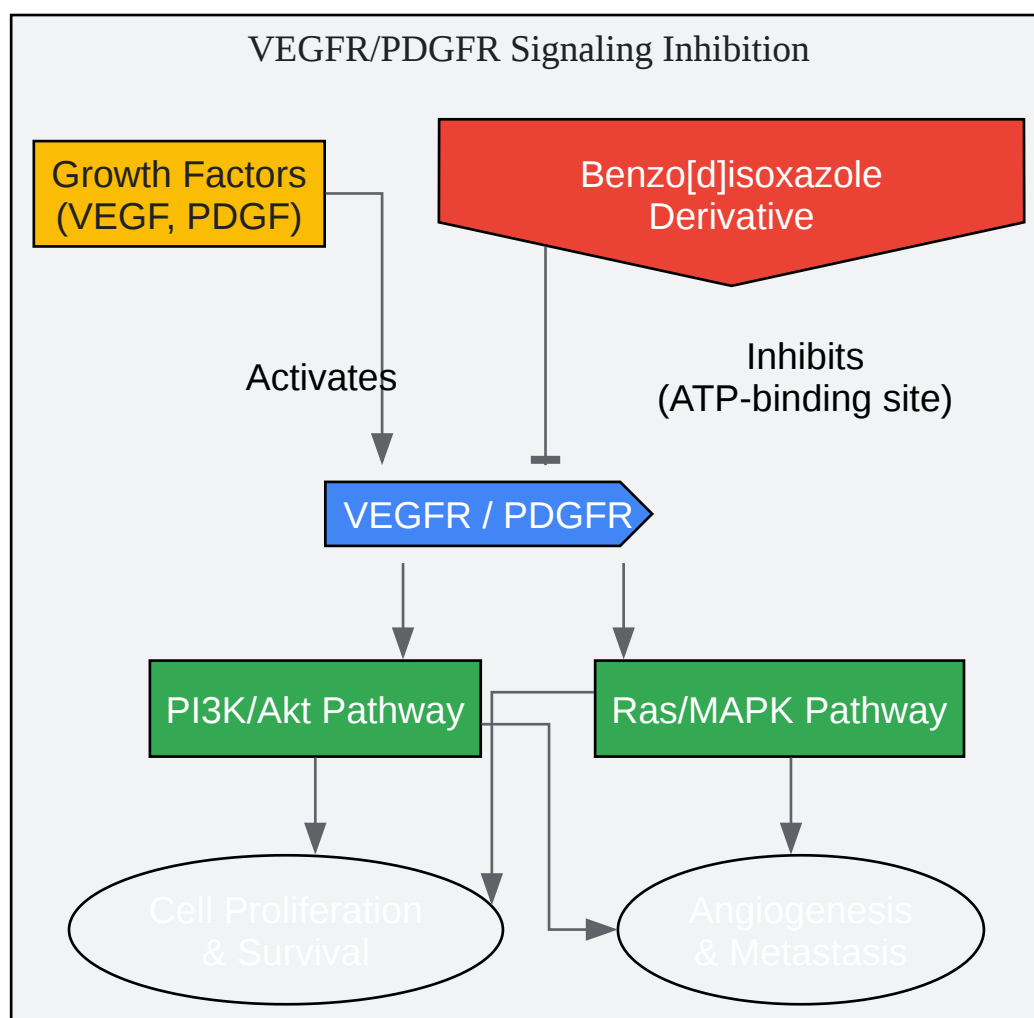 VEGFR/PDGFR Signaling Inhibition
Growth Factors
(VEGF, PDGF)
Benzo[d]isoxazole
Derivative
Activates
Inhibits
(ATP-binding site)
VEGFR / PDGFR
PI3K/Akt Pathway
Ras/MAPK Pathway
Cell Proliferation
& Survival
Angiogenesis
& Metastasis